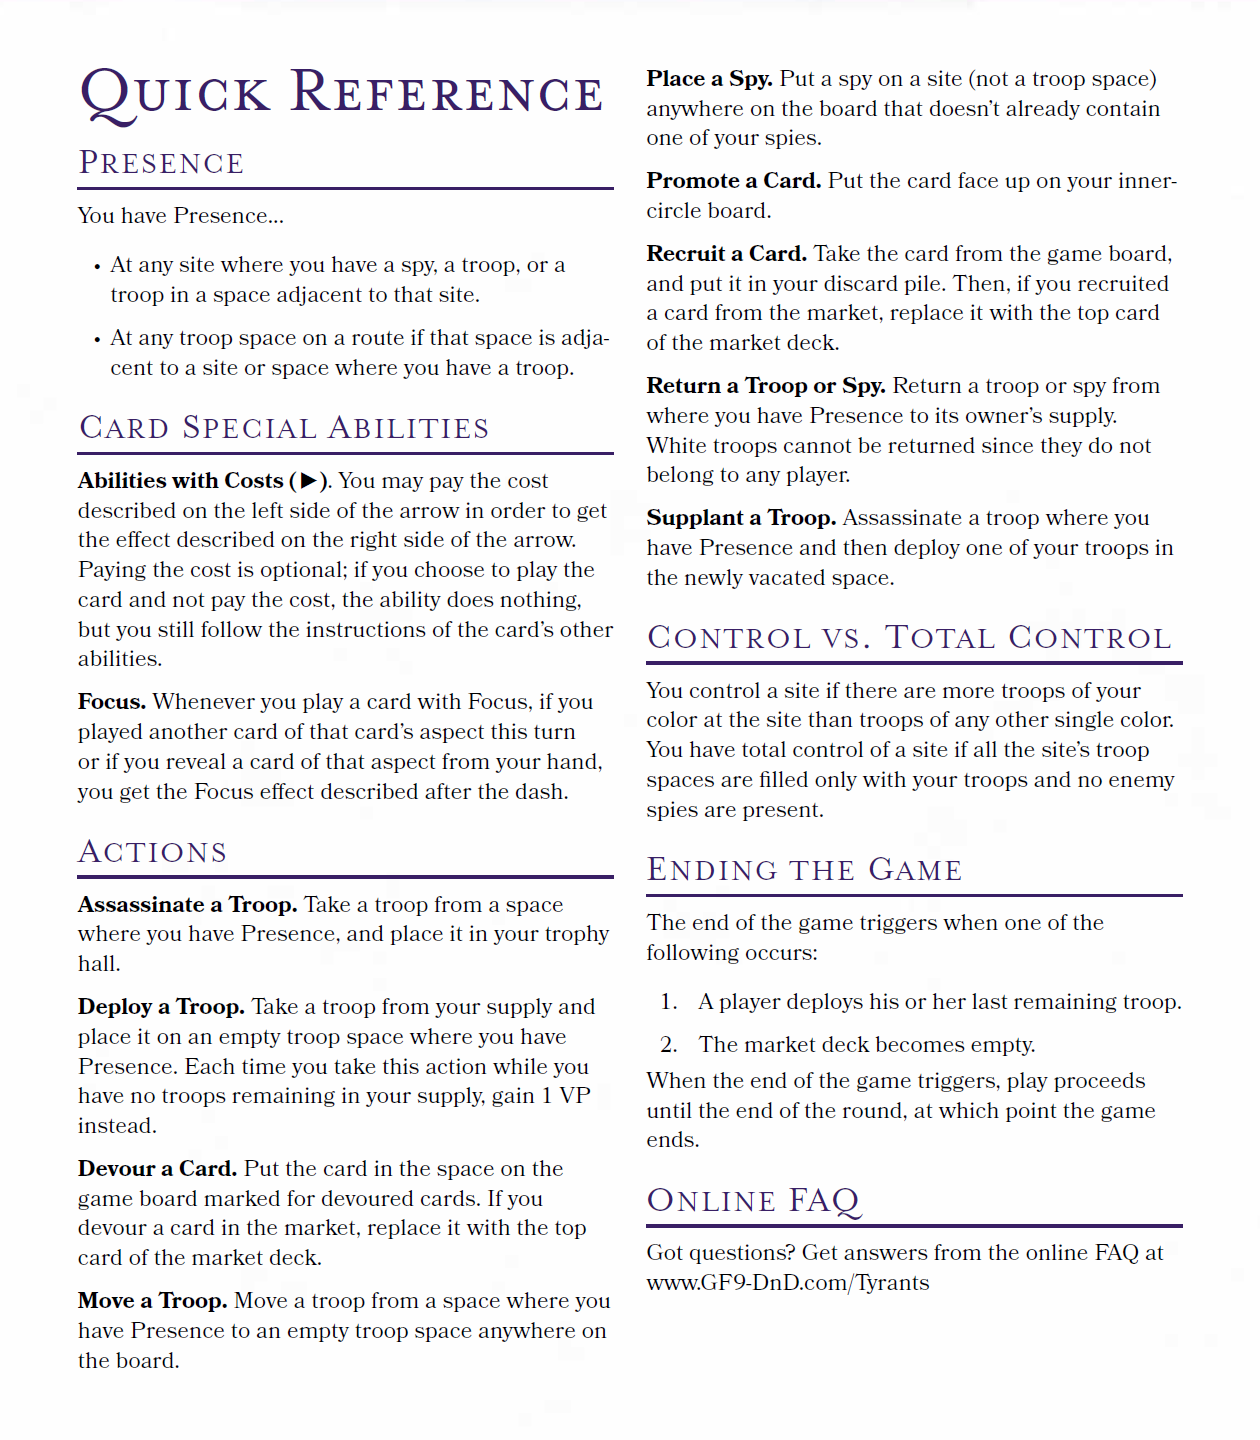 Quick Reference
Presence
You have Presence...
• At any site where you have a spy, a troop, or a
troop in a space adjacent to that site.
• At any troop space on a route if that space is adja-
cent to a site or space where you have a troop.
Card Special Abilities
Abilities with Costs (►). You may pay the cost
described on the left side of the arrow in order to get
the effect described on the right side of the arrow.
Paying the cost is optional; if you choose to play the
card and not pay the cost, the ability does nothing,
but you still follow the instructions of the card's other
abilities.
Focus. Whenever you play a card with Focus, if you
played another card of that card's aspect this turn
or if you reveal a card of that aspect from your hand,
you get the Focus effect described after the dash.
Actions
Assassinate a Troop. Take a troop from a space
where you have Presence, and place it in your trophy
hall.
Deploy a Troop. Take a troop from your supply and
place it on an empty troop space where you have
Presence. Each time you take this action while you
have no troops remaining in your supply, gain 1 VP
instead.
Devour a Card. Put the card in the space on the
game board marked for devoured cards. If you
devour a card in the market, replace it with the top
card of the market deck.
Move a Troop. Move a troop from a space where you
have Presence to an empty troop space anywhere on
the board.
Place a Spy. Put a spy on a site (not a troop space)
anywhere on the board that doesn't already contain
one of your spies.
Promote a Card. Put the card face up on your inner-
circle board.
Recruit a Card. Take the card from the game board,
and put it in your discard pile. Then, if you recruited
a card from the market, replace it with the top card
of the market deck.
Return a Troop or Spy. Return a troop or spy from
where you have Presence to its owner's supply.
White troops cannot be returned since they do not
belong to any player.
Supplant a Troop. Assassinate a troop where you
have Presence and then deploy one of your troops in
the newly vacated space.
Control vs. Total Control
You control a site if there are more troops of your
color at the site than troops of any other single color.
You have total control of a site if all the site's troop
spaces are filled only with your troops and no enemy
spies are present.
Ending the Game
The end of the game triggers when one of the
following occurs:
1. A player deploys his or her last remaining troop.
2. The market deck becomes empty.
When the end of the game triggers, play proceeds
until the end of the round, at which point the game
ends.
Online FAQ
Got questions? Get answers from the online FAQ at
www.GF9-DnD.com/Tyrants